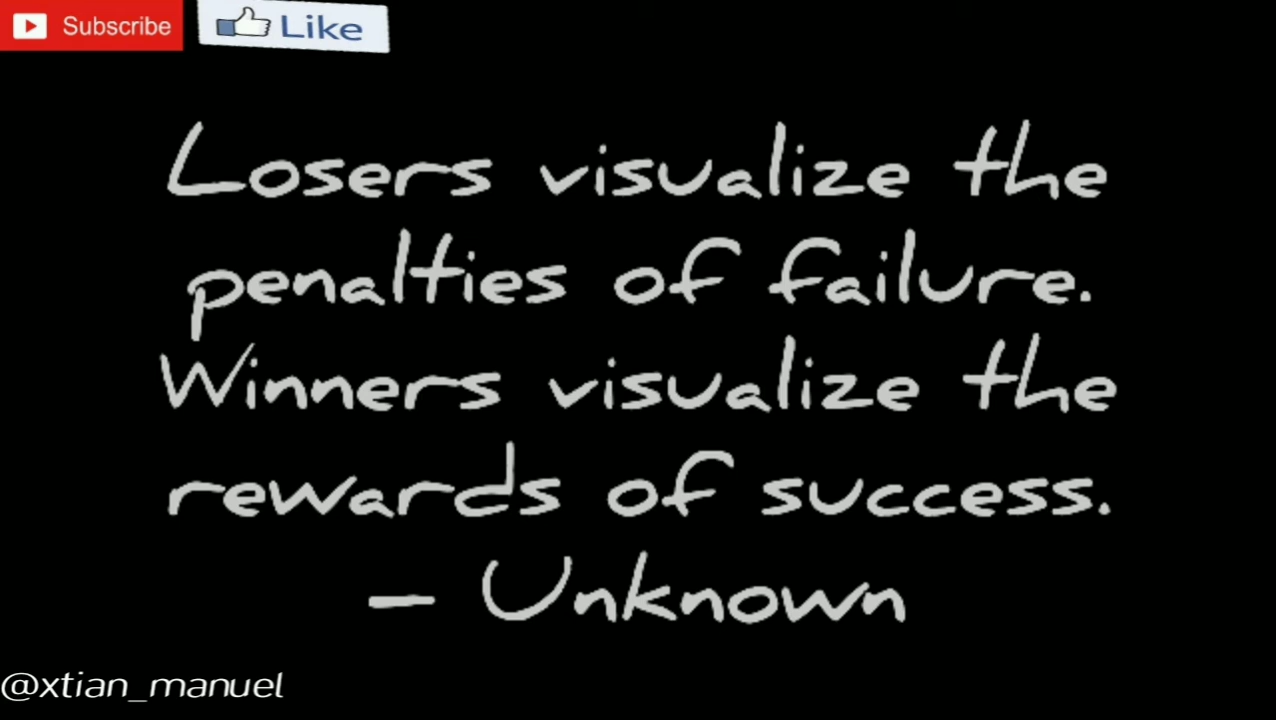 Subscribe Like
Losers visualize the
penalties of failure.
Winners visualize the
rewards of success.
– Unknown
@xtian_manuel